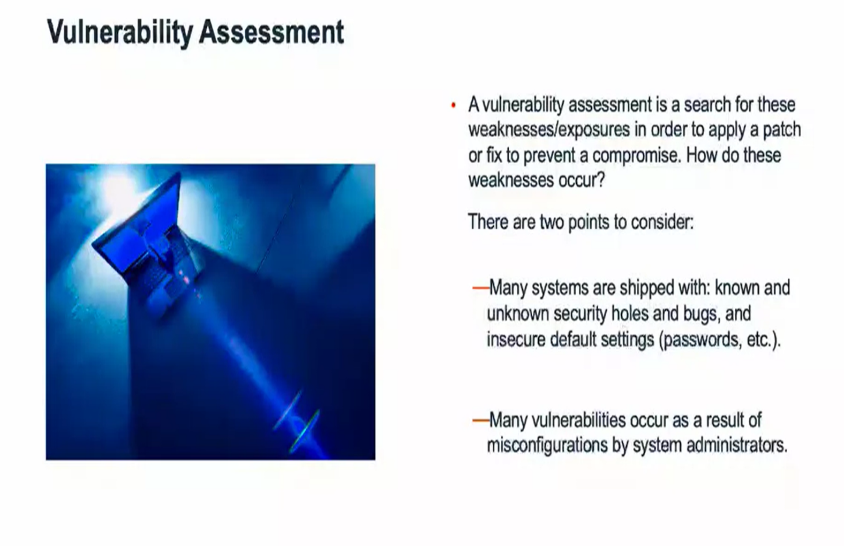 Vulnerability Assessment
• A vulnerability assessment is a search for these
weaknesses/exposures in order to apply a patch
or fix to prevent a compromise. How do these
weaknesses occur?
There are two points to consider:
—Many systems are shipped with: known and
unknown security holes and bugs, and
insecure default settings (passwords, etc.).
—Many vulnerabilities occur as a result of
misconfigurations by system administrators.